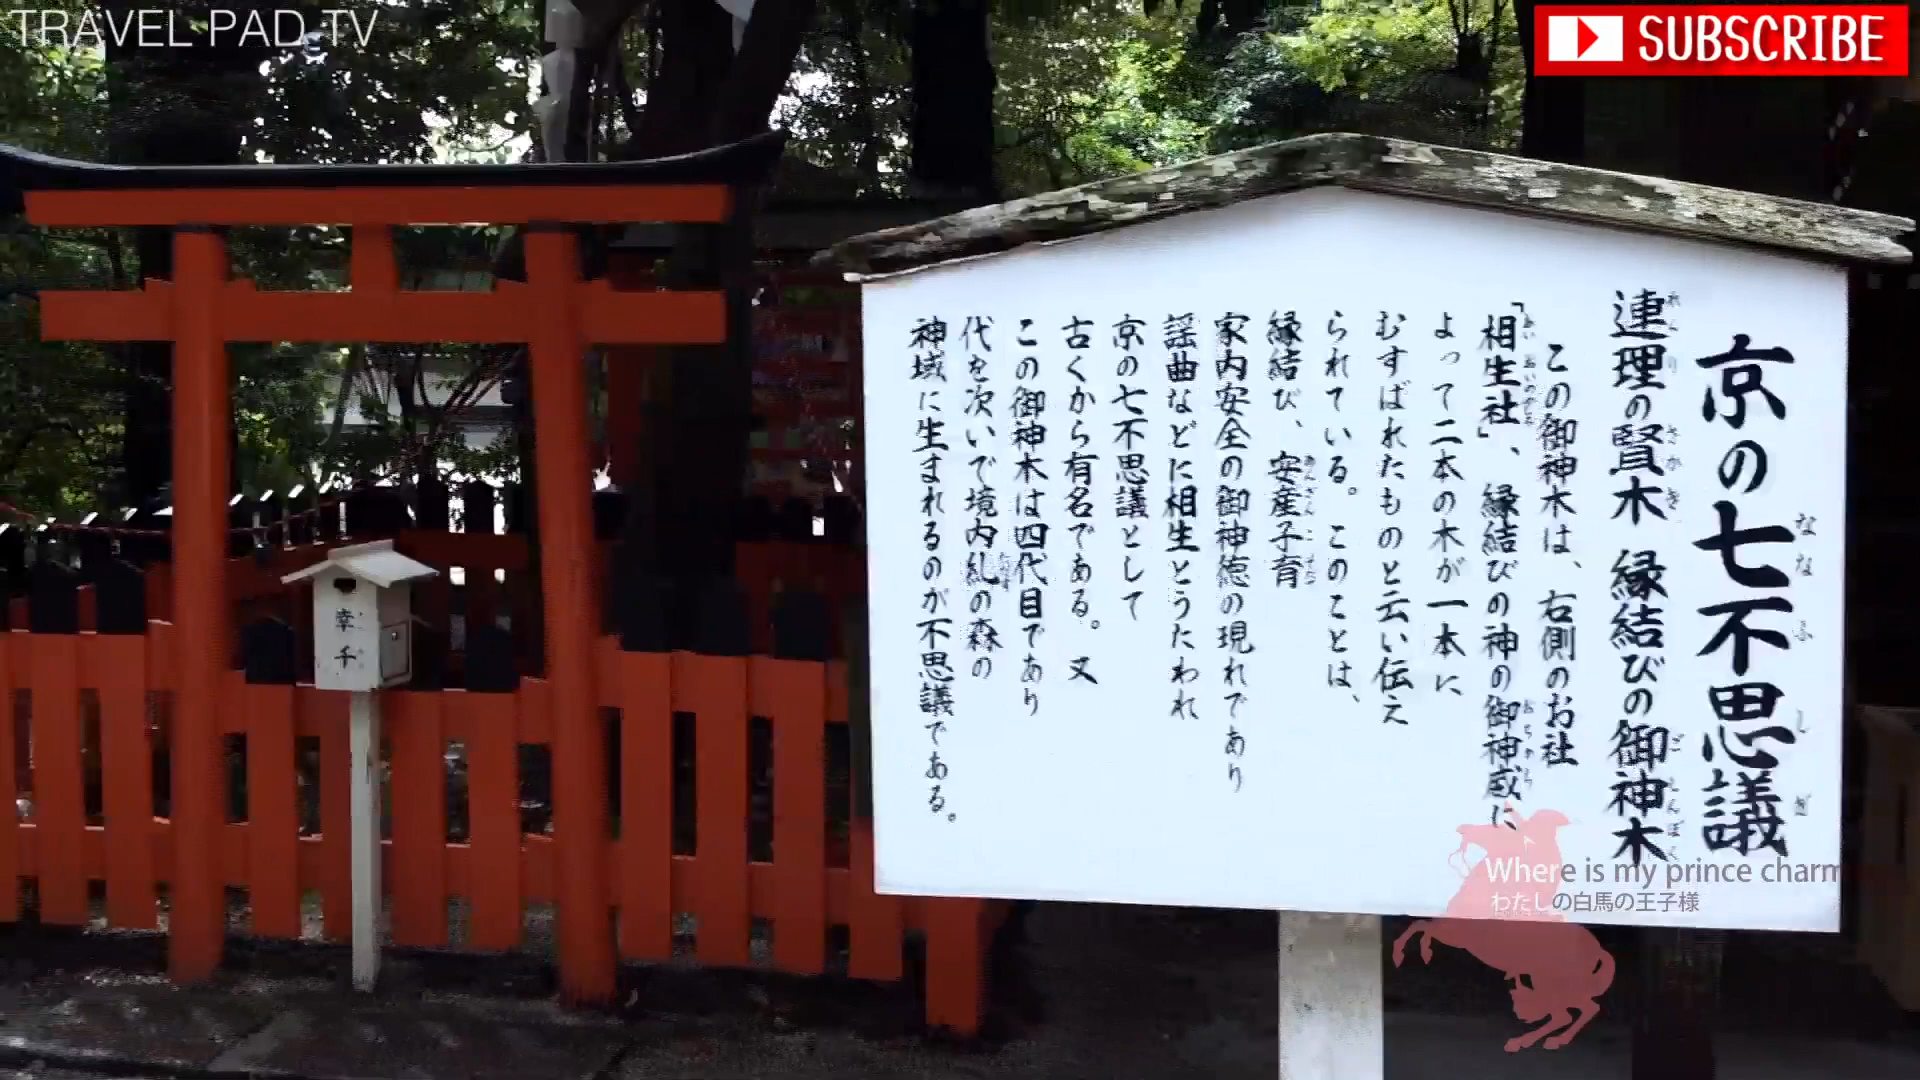 TRAVEL PAD TV
SUBSCRIBE
京の七不思議
連理の賢木 縁結びの御神木
この御神木は、右側のお社
「相生社」、縁結びの神の御神威に
よって二本の木が一本に
むすばれたものと云い伝え
られている。このことは、
縁結び、安産子育
家内安全の御神徳の現れであり
謡曲などに相生とうたわれ
京の七不思議として
古くから有名である。又
この御神木は四代目であり
代を次いで境内糺の森の
神域に生まれるのが不思議である。
幸千
Where is my prince charm
わたしの白馬の王子様